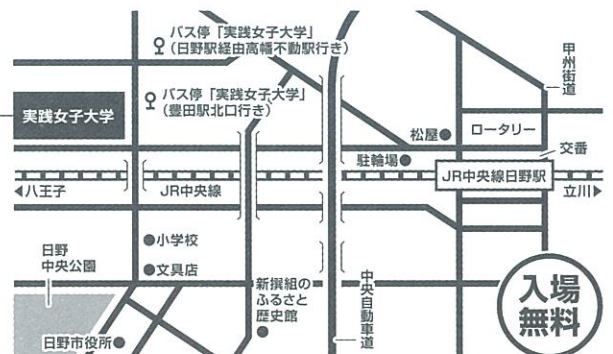 バス停「実践女子大学」
(日野駅経由高幡不動駅行き)
バス停「実践女子大学」
(豊田駅北口行き)
甲州街道
実践女子大学
松屋
ロータリー
交番
駐輪場
八王子
JR中央線
JR中央線日野駅
立川
小学校
日野
中央公園
文具店
新撰組の
ふるさと
歴史館
中央自動車道
日野市役所
入場
無料